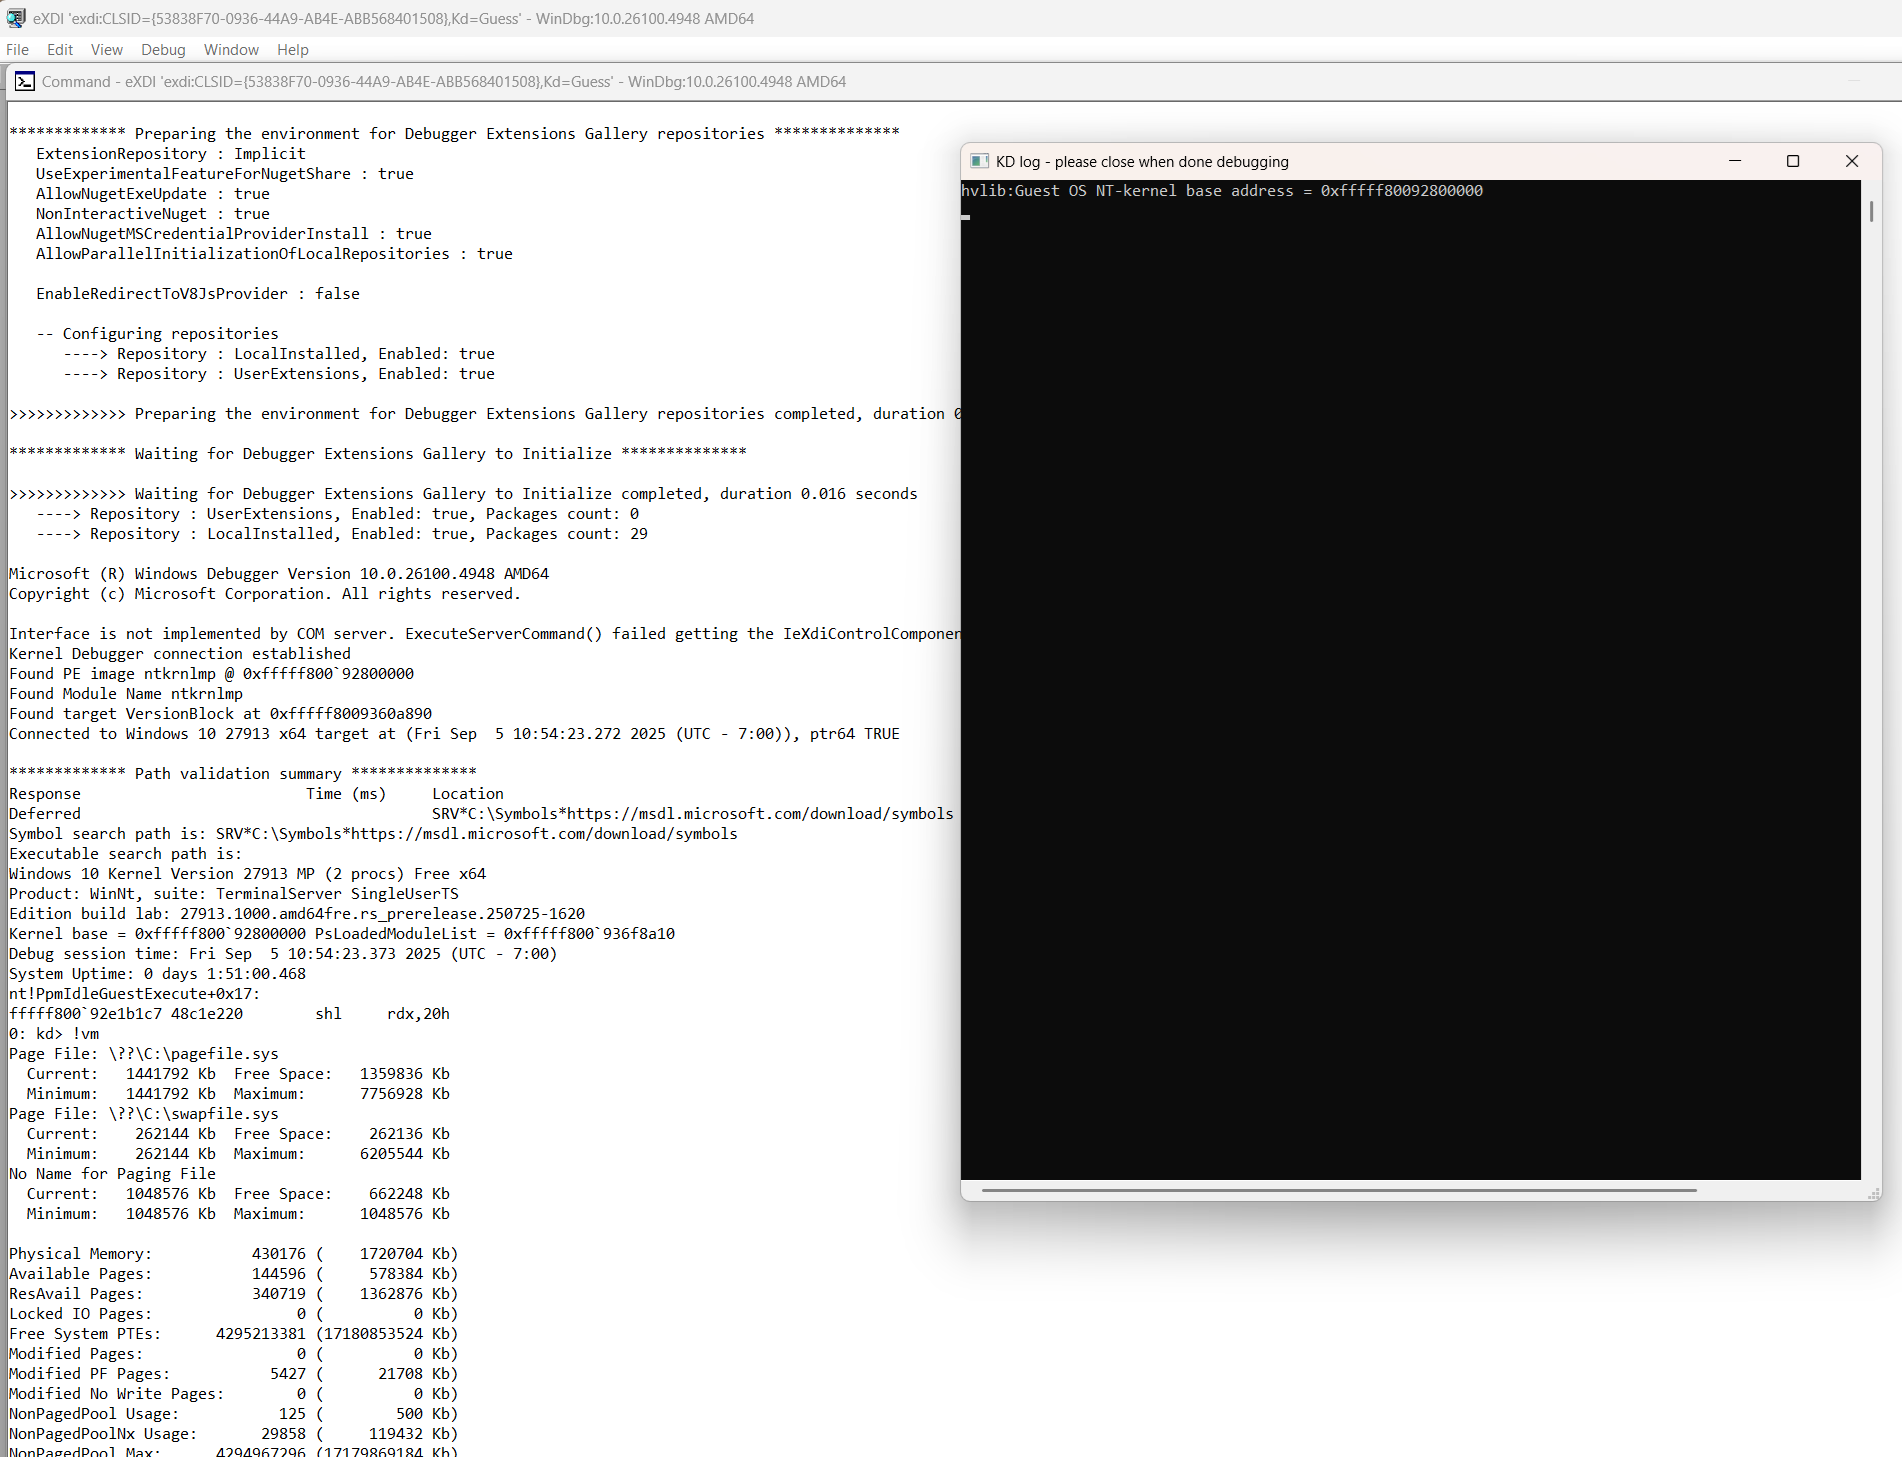 eXDI 'exdi:CLSID={53838F70-0936-44A9-AB4E-ABB568401508},Kd=Guess' - WinDbg:10.0.26100.4948 AMD64
File Edit View Debug Window Help
Command - eXDI 'exdi:CLSID={53838F70-0936-44A9-AB4E-ABB568401508},Kd=Guess' - WinDbg:10.0.26100.4948 AMD64
************* Preparing the environment for Debugger Extensions Gallery repositories **************
ExtensionRepository : Implicit
UseExperimentalFeatureForNugetShare : true
AllowNugetExeUpdate : true
NonInteractiveNuget : true
AllowNugetMSCredentialProviderInstall : true
AllowParallelInitializationOfLocalRepositories : true
EnableRedirectToV8JsProvider : false
-- Configuring repositories
----> Repository : LocalInstalled, Enabled: true
----> Repository : UserExtensions, Enabled: true
>>>>>>>>>>>>> Preparing the environment for Debugger Extensions Gallery repositories completed, duration 0
************* Waiting for Debugger Extensions Gallery to Initialize **************
>>>>>>>>>>>>> Waiting for Debugger Extensions Gallery to Initialize completed, duration 0.016 seconds
----> Repository : UserExtensions, Enabled: true, Packages count: 0
----> Repository : LocalInstalled, Enabled: true, Packages count: 29
Microsoft (R) Windows Debugger Version 10.0.26100.4948 AMD64
Copyright (c) Microsoft Corporation. All rights reserved.
Interface is not implemented by COM server. ExecuteServerCommand() failed getting the IeXdiControlComponen
Kernel Debugger connection established
Found PE image ntkrnlmp @ 0xfffff800`92800000
Found Module Name ntkrnlmp
Found target VersionBlock at 0xfffff8009360a890
Connected to Windows 10 27913 x64 target at (Fri Sep  5 10:54:23.272 2025 (UTC - 7:00)), ptr64 TRUE
************* Path validation summary **************
Response                         Time (ms)     Location
Deferred                                       SRV*C:\Symbols*https://msdl.microsoft.com/download/symbols
Symbol search path is: SRV*C:\Symbols*https://msdl.microsoft.com/download/symbols
Executable search path is:
Windows 10 Kernel Version 27913 MP (2 procs) Free x64
Product: WinNt, suite: TerminalServer SingleUserTS
Edition build lab: 27913.1000.amd64fre.rs_prerelease.250725-1620
Kernel base = 0xfffff800`92800000 PsLoadedModuleList = 0xfffff800`936f8a10
Debug session time: Fri Sep  5 10:54:23.373 2025 (UTC - 7:00)
System Uptime: 0 days 1:51:00.468
nt!PpmIdleGuestExecute+0x17:
fffff800`92e1b1c7 48c1e220        shl     rdx,20h
0: kd> !vm
Page File: \??\C:\pagefile.sys
Current:   1441792 Kb  Free Space:   1359836 Kb
Minimum:   1441792 Kb  Maximum:      7756928 Kb
Page File: \??\C:\swapfile.sys
Current:    262144 Kb  Free Space:    262136 Kb
Minimum:    262144 Kb  Maximum:      6205544 Kb
No Name for Paging File
Current:   1048576 Kb  Free Space:    662248 Kb
Minimum:   1048576 Kb  Maximum:      1048576 Kb
Physical Memory:           430176 (    1720704 Kb)
Available Pages:           144596 (     578384 Kb)
ResAvail Pages:            340719 (    1362876 Kb)
Locked IO Pages:                0 (          0 Kb)
Free System PTEs:      4295213381 (17180853524 Kb)
Modified Pages:                 0 (          0 Kb)
Modified PF Pages:           5427 (      21708 Kb)
Modified No Write Pages:        0 (          0 Kb)
NonPagedPool Usage:           125 (        500 Kb)
NonPagedPoolNx Usage:       29858 (     119432 Kb)
NonPagedPool Max:      4294967296 (17179869184 Kb)
KD log - please close when done debugging
hvlib:Guest OS NT-kernel base address = 0xfffff80092800000